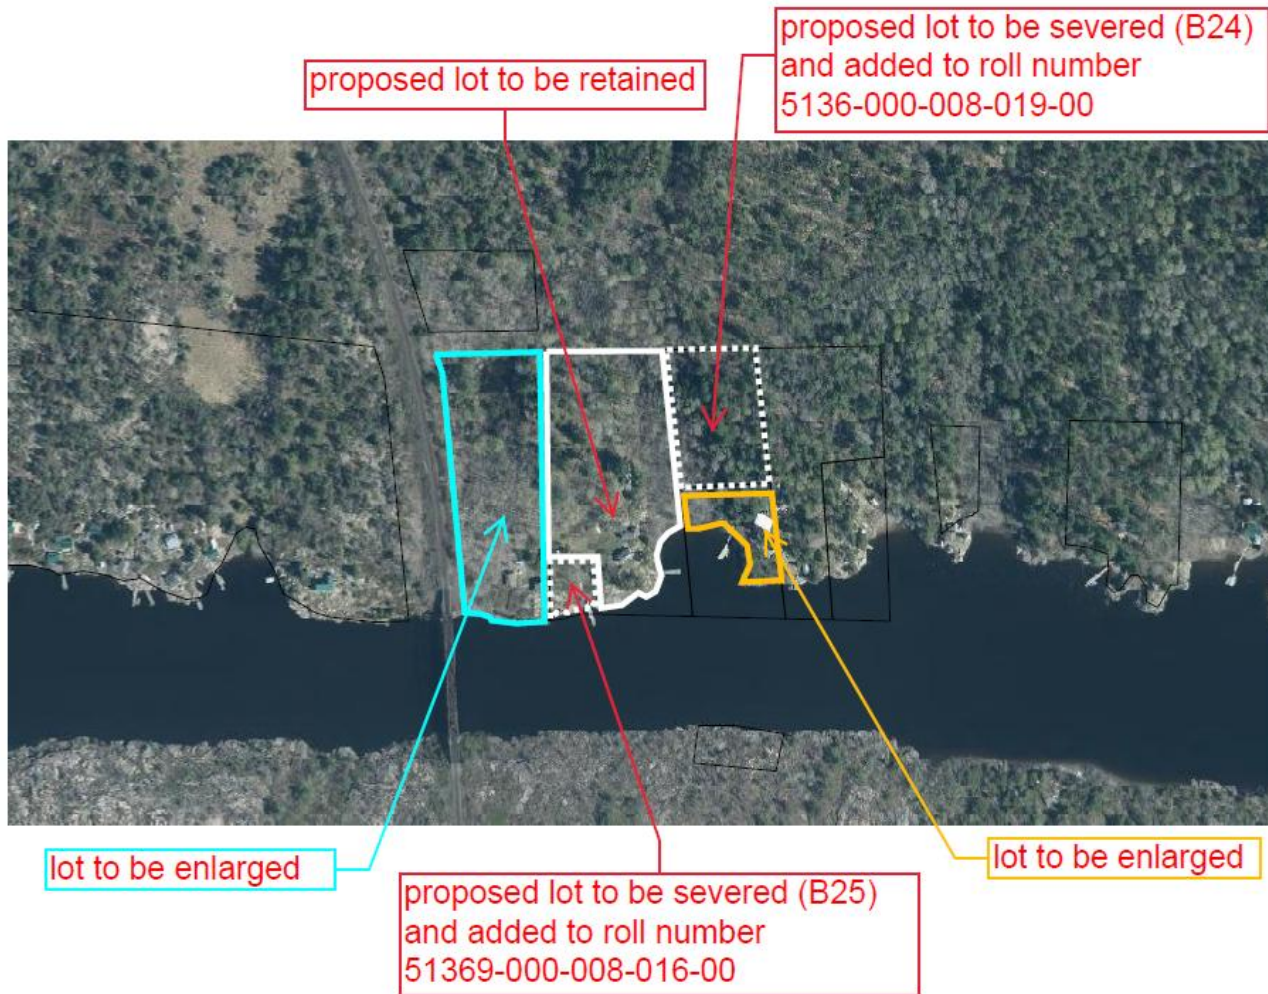 proposed lot to be severed (B24)
and added to roll number
5136-000-008-019-00
proposed lot to be retained
lot to be enlarged
lot to be enlarged
proposed lot to be severed (B25)
and added to roll number
51369-000-008-016-00